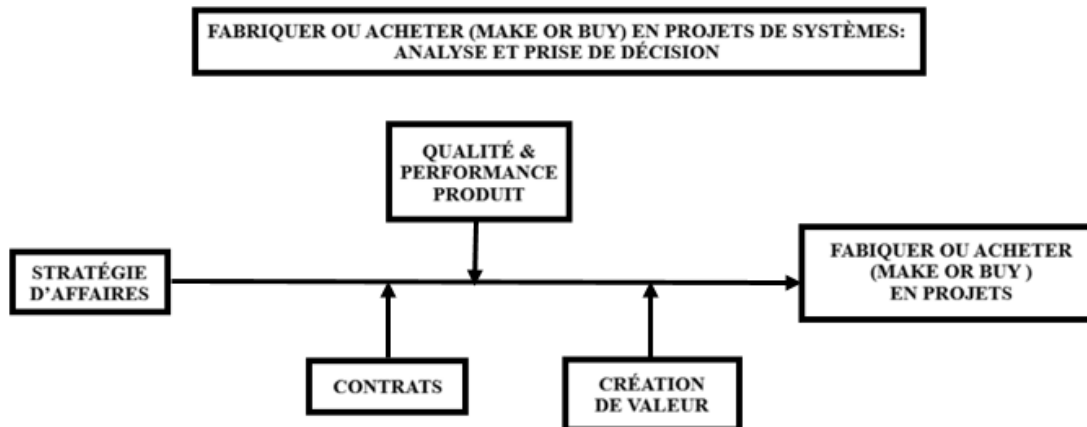 FABRIQUER OU ACHETER (MAKE OR BUY) EN PROJETS DE SYSTÈMES:
ANALYSE ET PRISE DE DÉCISION
QUALITÉ &
PERFORMANCE
PRODUIT
STRATÉGIE
D'AFFAIRES
FABIQUER OU ACHETER
(MAKE OR BUY )
EN PROJETS
CONTRATS
CRÉATION
DE VALEUR